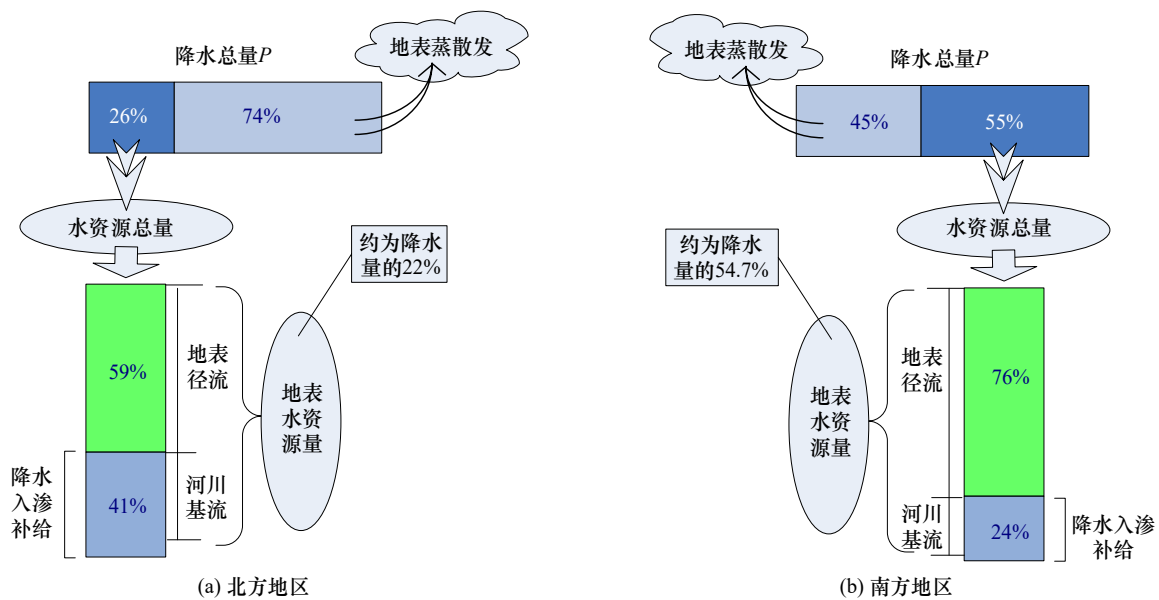 降水总量P
地表蒸散发
26%
74%
水资源总量
约为降水
量的22%
59%
地表
径流
地表
水资
源量
降水
入渗
补给
41%
河川
基流
(a) 北方地区
地表蒸散发
降水总量P
45%
55%
水资源总量
约为降水
量的54.7%
地表
水资
源量
地表
径流
76%
河川
基流
24%
降水入渗
补给
(b) 南方地区